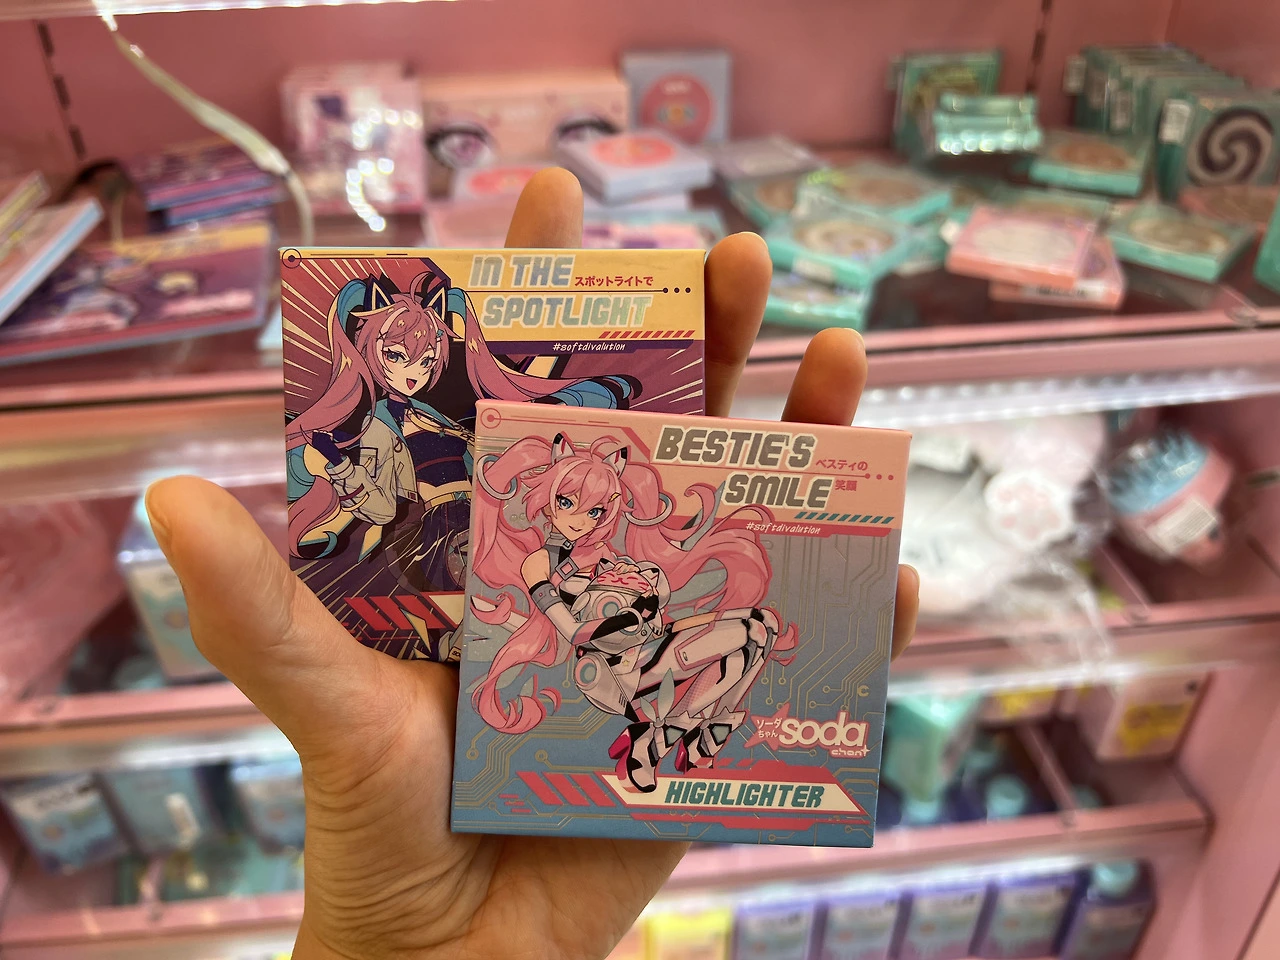 IN THE
スポットライトで
SPOTLIGHT
#softdivalution
BESTIE'S
ベスティの
SMILE
笑顔
#softdivalution
ソーダ
ちゃん
soda
chan†
HIGHLIGHTER